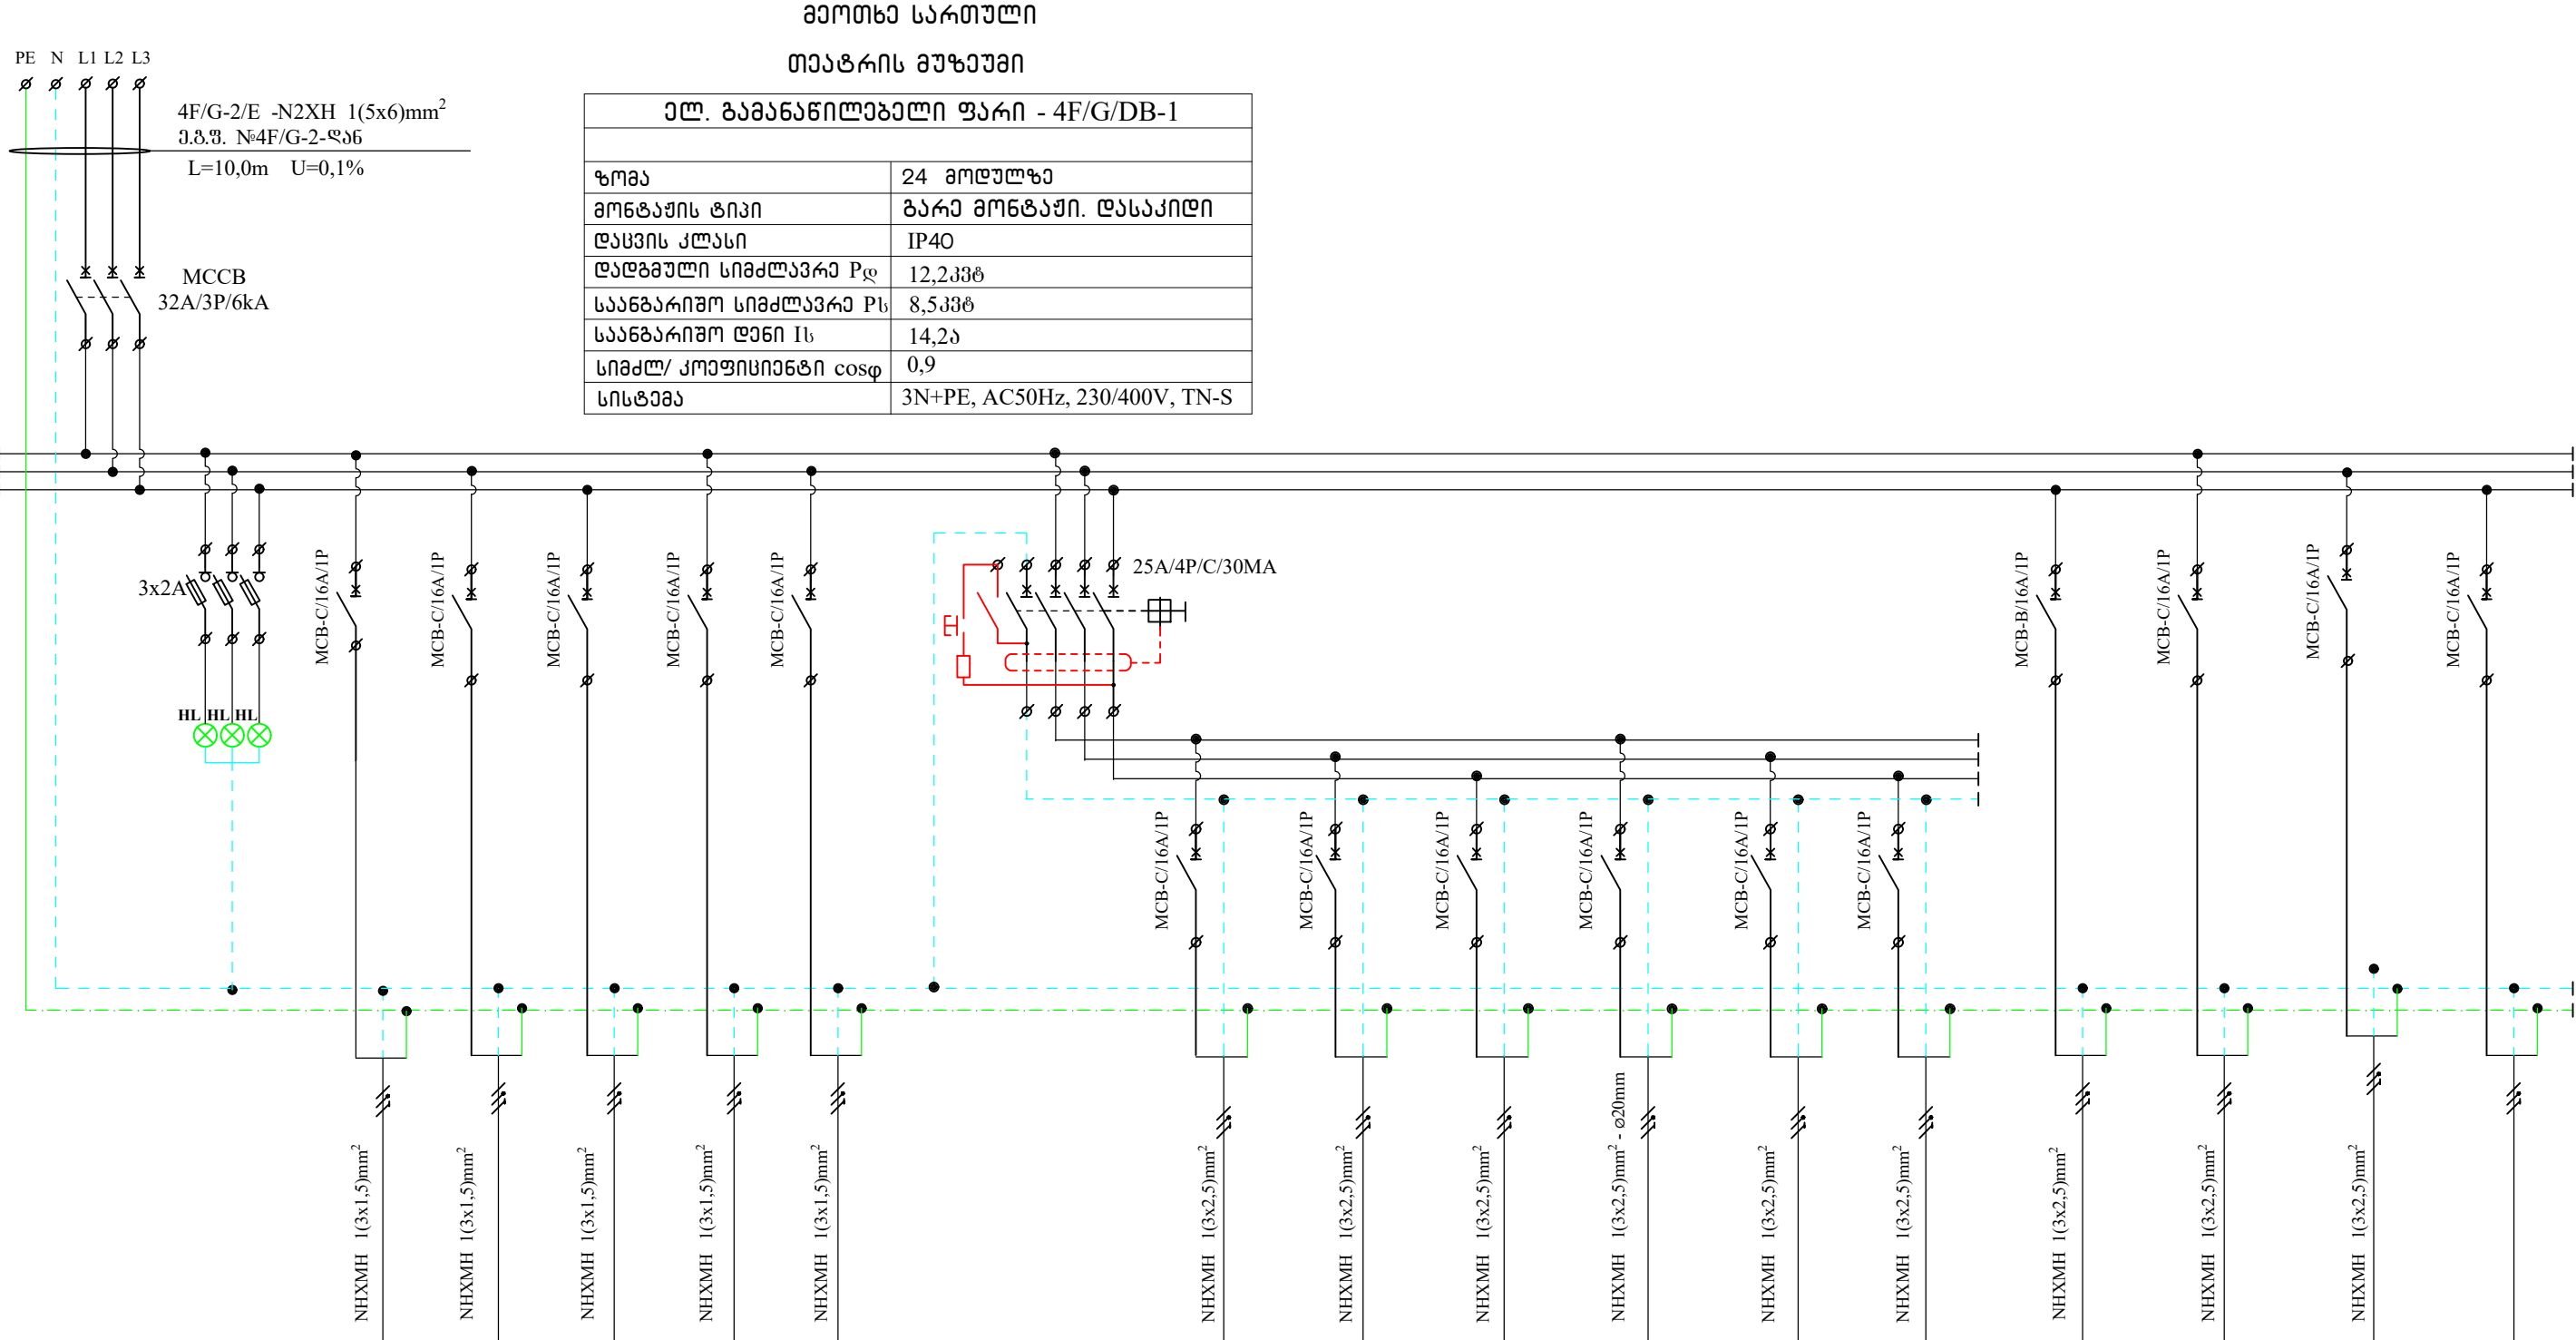 მეოთხე სართული
თეატრის მუზეუმი
PE N L1 L2 L3
4F/G-2/E -N2XH 1(5x6)mm²
ე.გ.ფ. №4F/G-2-დან
L=10,0m U=0,1%
MCCB
32A/3P/6kA
ელ. გამანაწილებელი ფარი - 4F/G/DB-1
ზომა 24 მოდულზე
მონტაჟის ტიპი გარე მონტაჟი. დასაკიდი
დაცვის კლასი IP40
დადგმული სიმძლავრე Pდ 12,2კვტ
საანგარიშო სიმძლავრე Pს 8,5კვტ
საანგარიშო დენი Iს 14,2ა
სიმძლ/ კოეფიციენტი cosφ 0,9
სისტემა 3N+PE, AC50Hz, 230/400V, TN-S
3x2A
HL HL HL
MCB-C/16A/1P
MCB-C/16A/1P
MCB-C/16A/1P
MCB-C/16A/1P
MCB-C/16A/1P
25A/4P/C/30MA
MCB-B/16A/1P
MCB-C/16A/1P
MCB-C/16A/1P
MCB-C/16A/1P
MCB-C/16A/1P
MCB-C/16A/1P
MCB-C/16A/1P
MCB-C/16A/1P
MCB-C/16A/1P
MCB-C/16A/1P
NHXMH 1(3x1,5)mm²
NHXMH 1(3x1,5)mm²
NHXMH 1(3x1,5)mm²
NHXMH 1(3x1,5)mm²
NHXMH 1(3x1,5)mm²
NHXMH 1(3x2,5)mm²
NHXMH 1(3x2,5)mm²
NHXMH 1(3x2,5)mm²
NHXMH 1(3x2,5)mm² - ⌀20mm
NHXMH 1(3x2,5)mm²
NHXMH 1(3x2,5)mm²
NHXMH 1(3x2,5)mm²
NHXMH 1(3x2,5)mm²
NHXMH 1(3x2,5)mm²